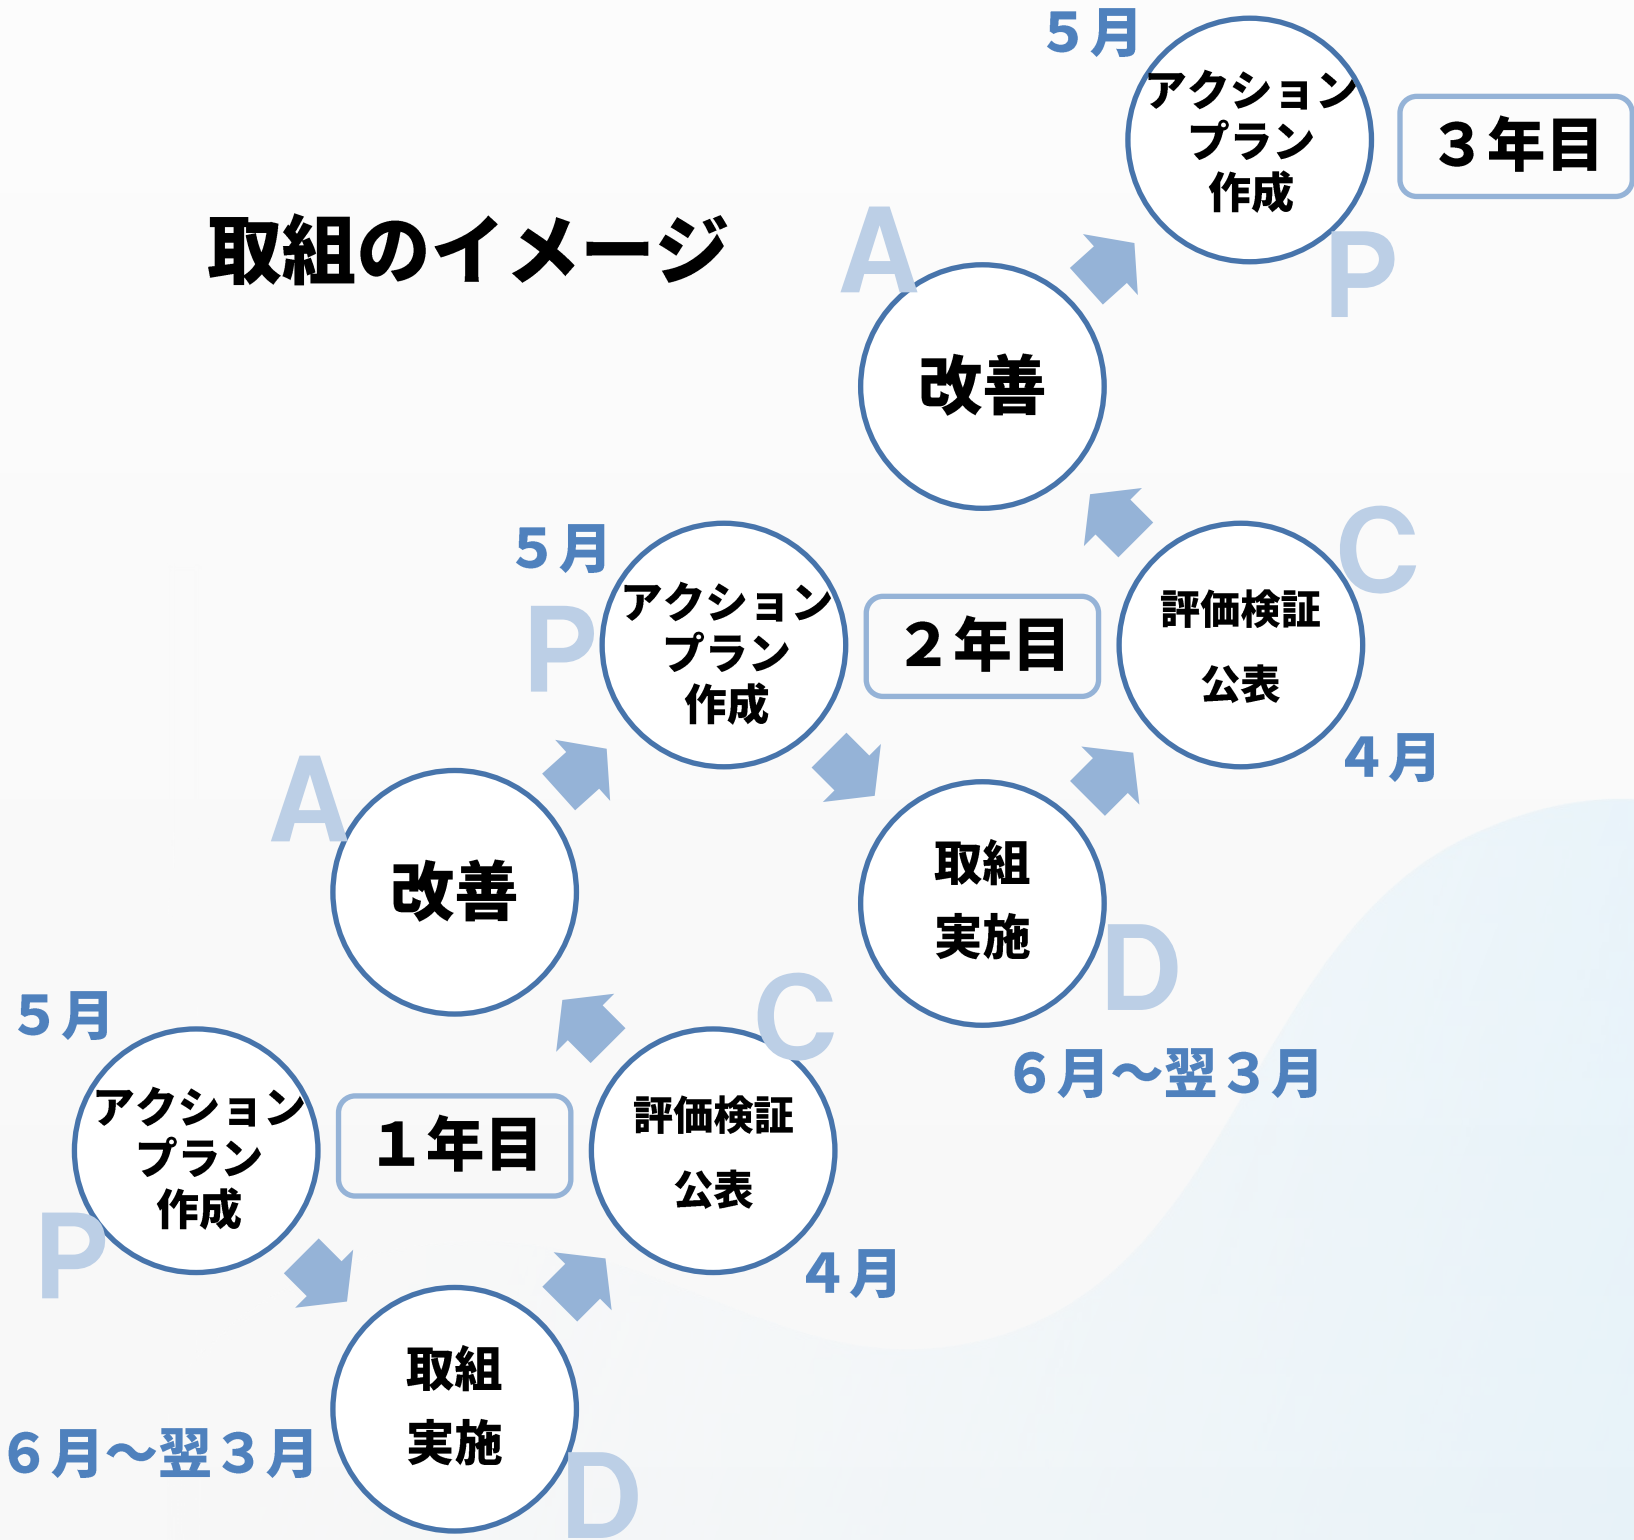 取組のイメージ
５月
アクション
プラン
作成
P
３年目
A
改善
C
評価検証
公表
４月
５月
P
アクション
プラン
作成
２年目
取組
実施
D
６月～翌３月
A
改善
C
評価検証
公表
４月
５月
アクション
プラン
作成
P
１年目
取組
実施
D
６月～翌３月